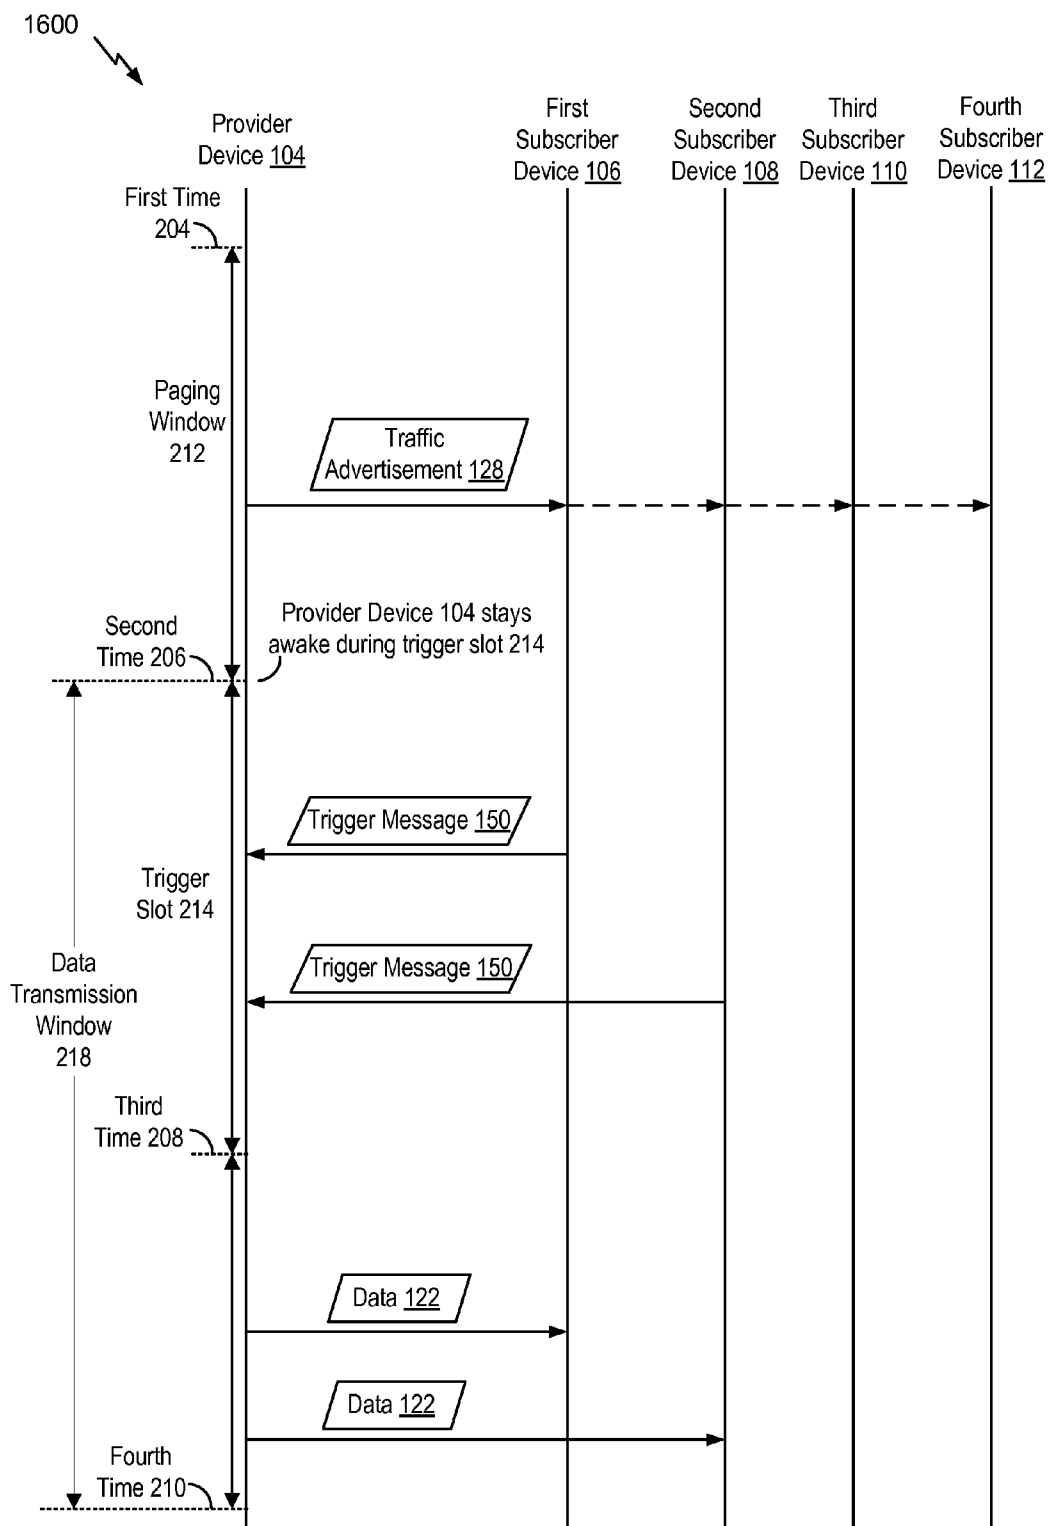 1600
Provider
Device 104
First
Subscriber
Device 106
Second
Subscriber
Device 108
Third
Subscriber
Device 110
Fourth
Subscriber
Device 112
First Time
204
Paging
Window
212
Traffic
Advertisement 128
Second
Time 206
Provider Device 104 stays
awake during trigger slot 214
Trigger Message 150
Trigger
Slot 214
Trigger Message 150
Data
Transmission
Window
218
Third
Time 208
Data 122
Data 122
Fourth
Time 210